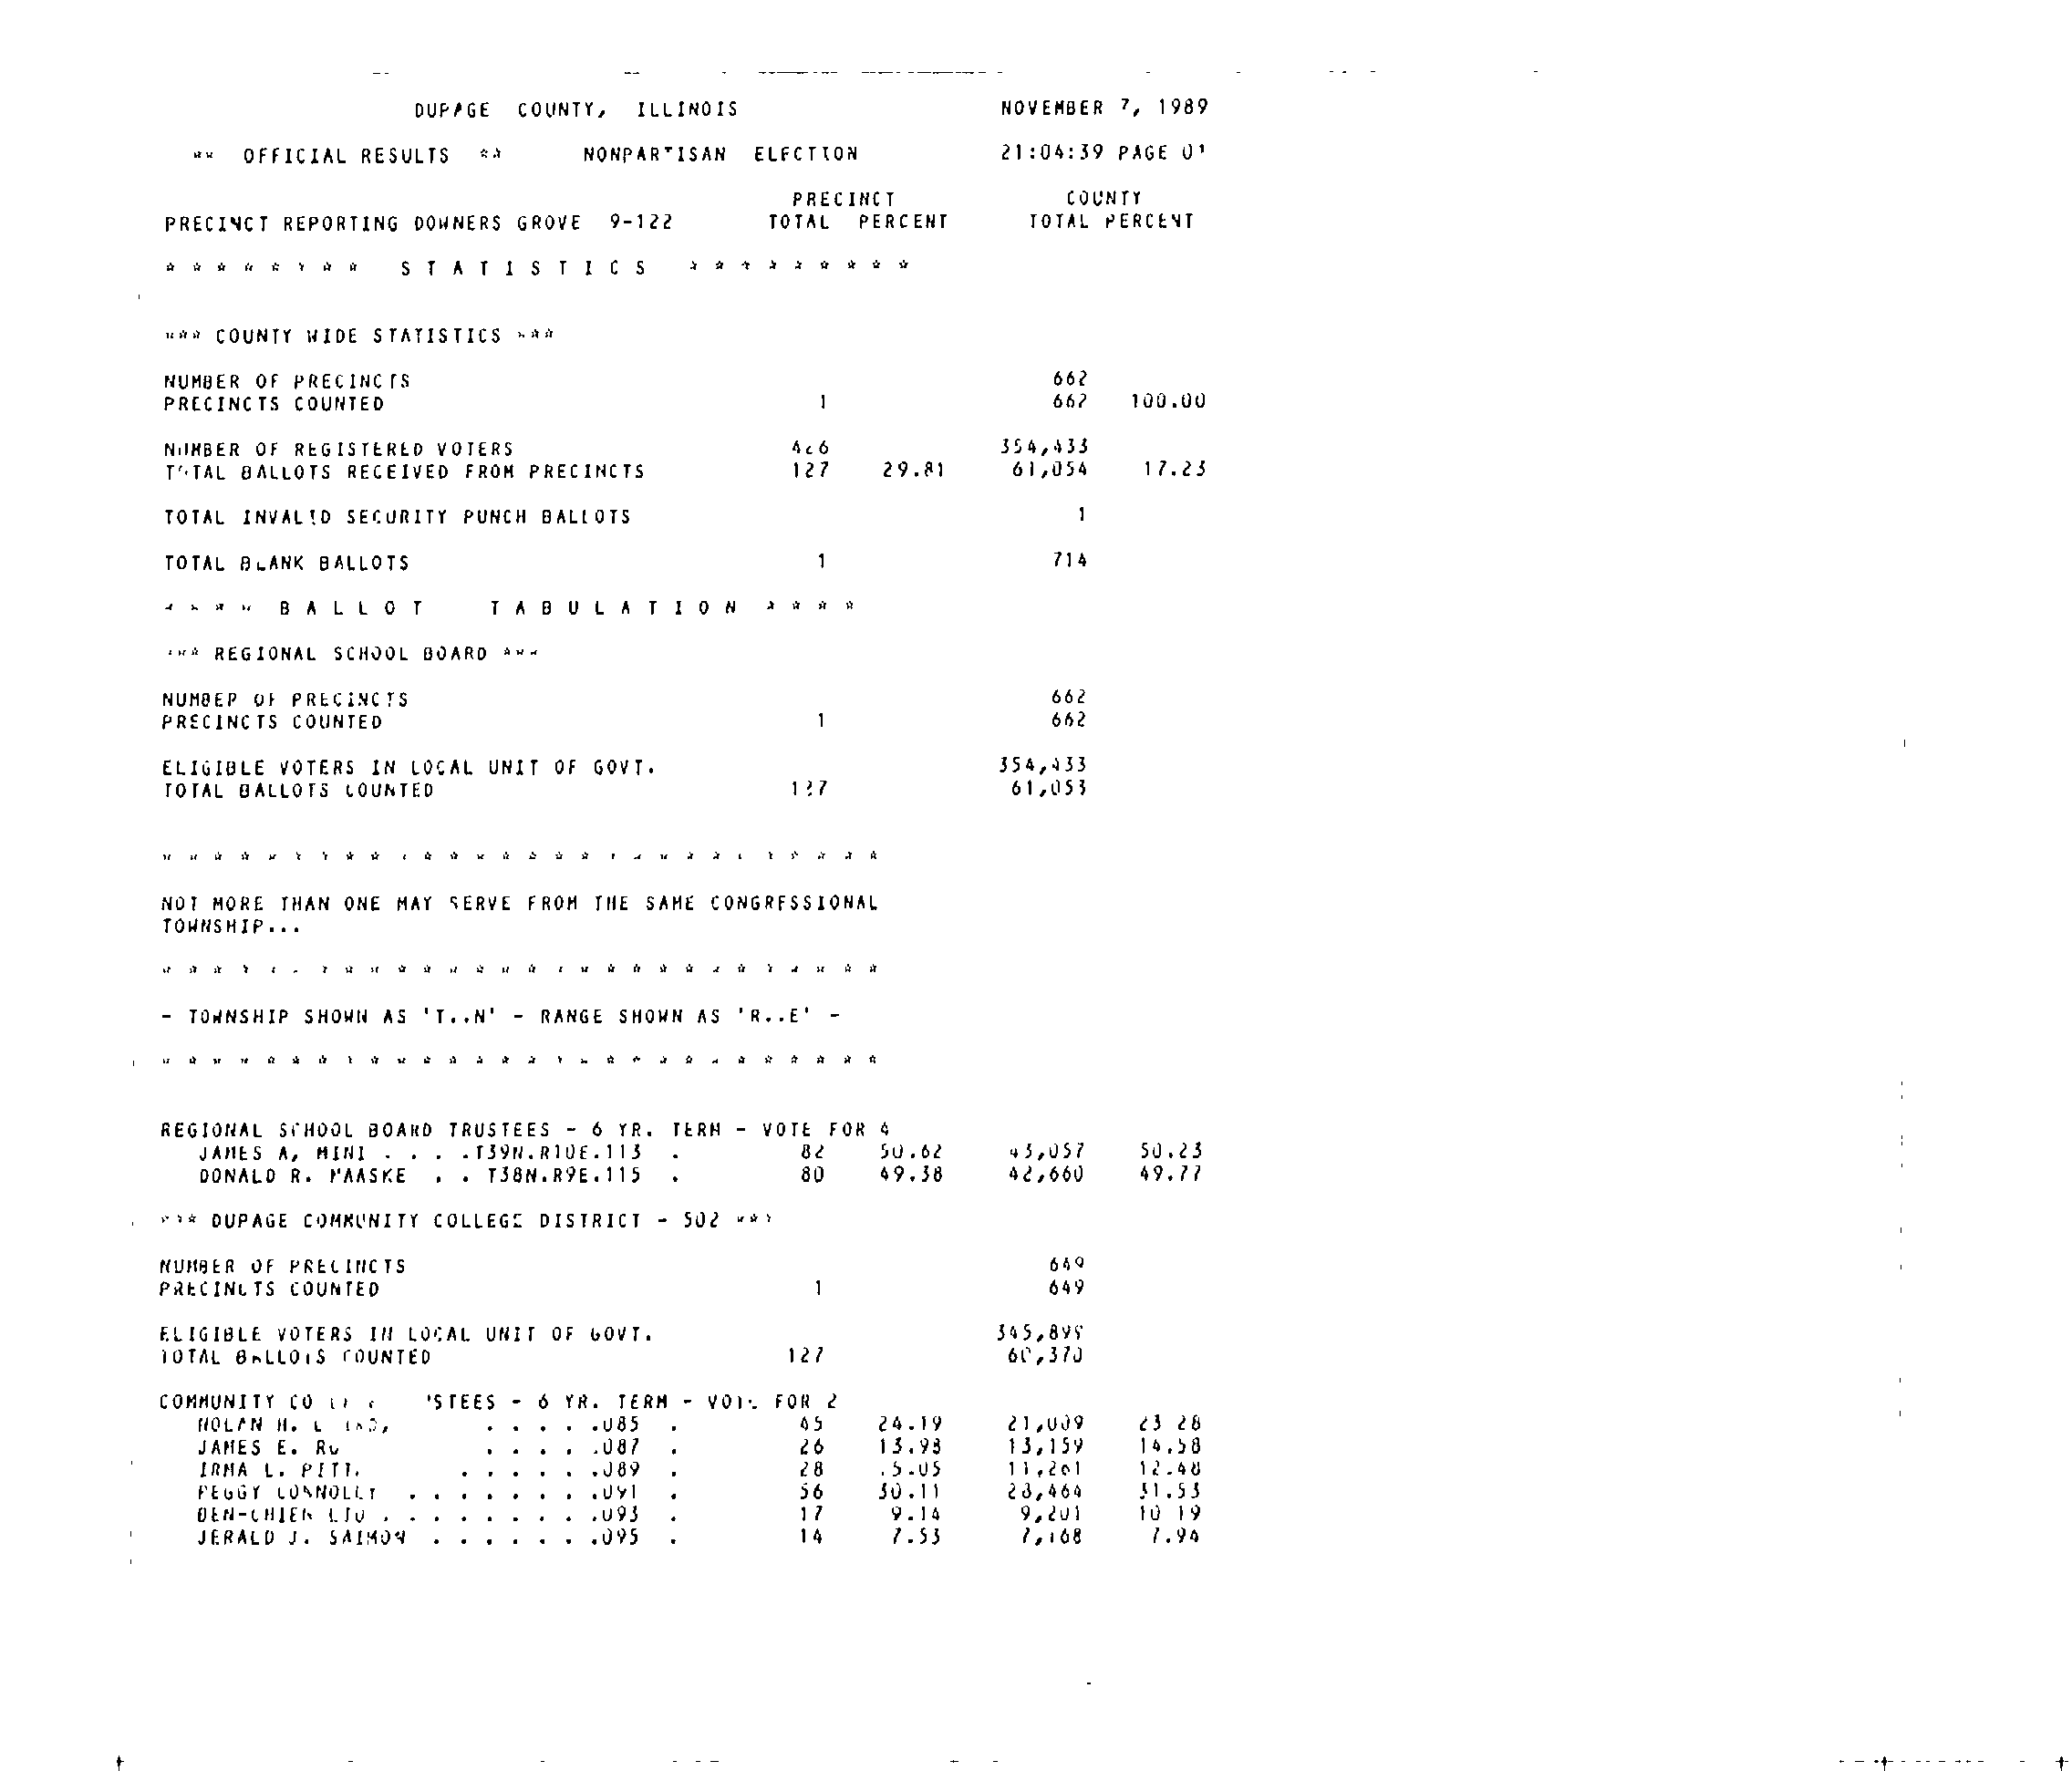 DUPAGE COUNTY, ILLINOIS NOVEMBER 7, 1989
** OFFICIAL RESULTS ** NONPARTISAN ELECTION 21:04:39 PAGE 01
PRECINCT COUNTY
PRECINCT REPORTING DOWNERS GROVE 9-122 TOTAL PERCENT TOTAL PERCENT
* * * * * * * * S T A T I S T I C S * * * * * * * * *
*** COUNTY WIDE STATISTICS ***
NUMBER OF PRECINCTS 662
PRECINCTS COUNTED 1 662 100.00
NUMBER OF REGISTERED VOTERS 426 354,433
TOTAL BALLOTS RECEIVED FROM PRECINCTS 127 29.81 61,054 17.23
TOTAL INVALID SECURITY PUNCH BALLOTS 1
TOTAL BLANK BALLOTS 1 714
* * * * B A L L O T T A B U L A T I O N * * * *
*** REGIONAL SCHOOL BOARD ***
NUMBER OF PRECINCTS 662
PRECINCTS COUNTED 1 662
ELIGIBLE VOTERS IN LOCAL UNIT OF GOVT. 354,433
TOTAL BALLOTS COUNTED 127 61,053
* * * * * * * * * * * * * * * * * * * * * * * * * * * *
NOT MORE THAN ONE MAY SERVE FROM THE SAME CONGRESSIONAL
TOWNSHIP...
* * * * * * * * * * * * * * * * * * * * * * * * * * * *
- TOWNSHIP SHOWN AS 'T..N' - RANGE SHOWN AS 'R..E' -
* * * * * * * * * * * * * * * * * * * * * * * * * * * *
REGIONAL SCHOOL BOARD TRUSTEES - 6 YR. TERM - VOTE FOR 4
JAMES A. MINI . . . .T39N.R10E.113 . 82 50.62 43,057 50.23
DONALD R. MAASKE . . T38N.R9E.115 . 80 49.38 42,660 49.77
*** DUPAGE COMMUNITY COLLEGE DISTRICT - 502 ***
NUMBER OF PRECINCTS 649
PRECINCTS COUNTED 1 649
ELIGIBLE VOTERS IN LOCAL UNIT OF GOVT.
TOTAL BALLOTS COUNTED 127 60,370
COMMUNITY - 6 YR. TERM - VOTE FOR 2
NOLAN H. . . . . .085 . 45 24.19 21,009 23 28
JAMES E. . . . . .087 . 26 13.98 13,159 14.58
IRMA L. . . . . . .089 . 28 5.05 11,261 12.48
PEGGY CONNOLLY . . . . . . . .091 . 56 30.11 28,464 31.53
BEN-CHIEN LIU . . . . . . . . .093 . 17 9.14 9,201 10 19
JERALD J. SAIMON . . . . . . .095 . 14 7.53 7,168 7.94